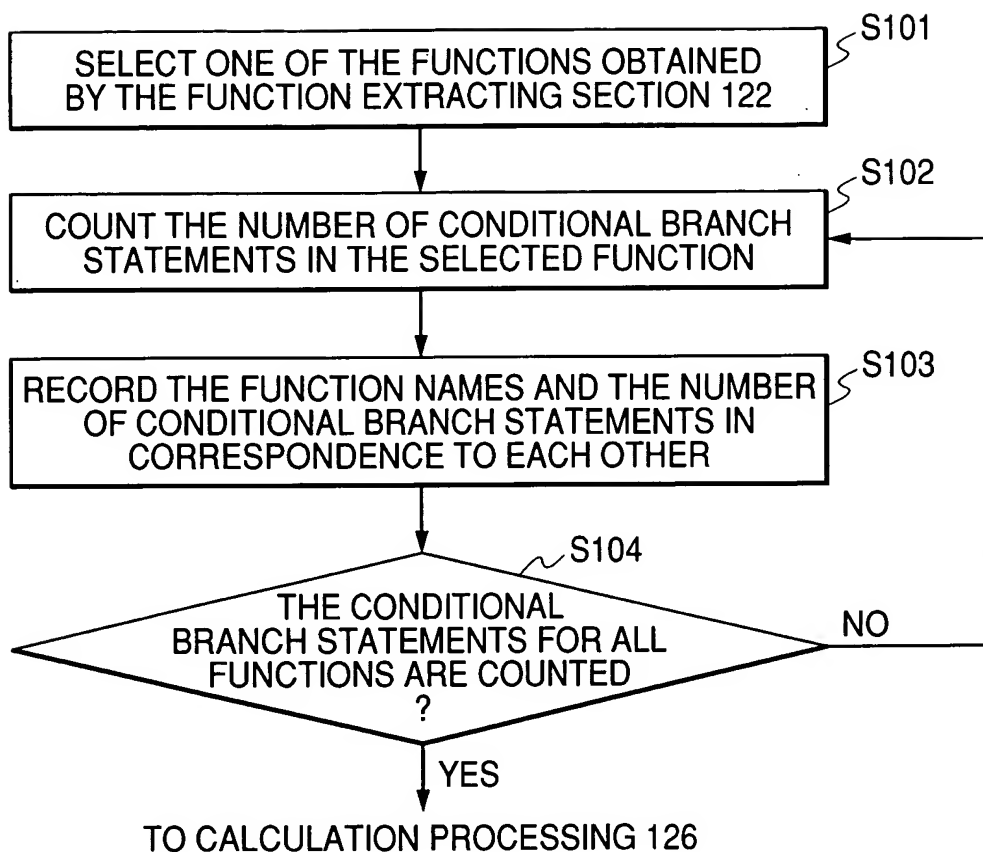 S101
SELECT ONE OF THE FUNCTIONS OBTAINED
BY THE FUNCTION EXTRACTING SECTION 122
S102
COUNT THE NUMBER OF CONDITIONAL BRANCH
STATEMENTS IN THE SELECTED FUNCTION
S103
RECORD THE FUNCTION NAMES AND THE NUMBER
OF CONDITIONAL BRANCH STATEMENTS IN
CORRESPONDENCE TO EACH OTHER
S104
THE CONDITIONAL
BRANCH STATEMENTS FOR ALL
FUNCTIONS ARE COUNTED
?
NO
YES
TO CALCULATION PROCESSING 126